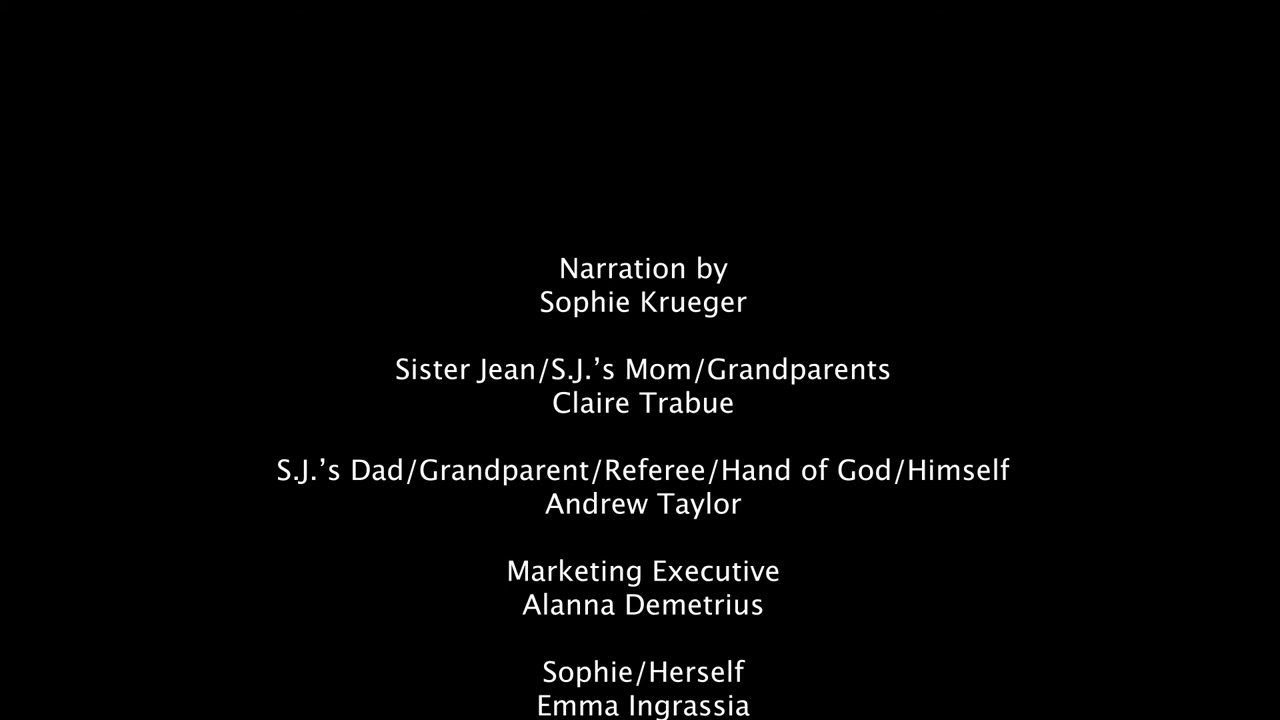 Narration by
Sophie Krueger
Sister Jean/S.J.’s Mom/Grandparents
Claire Trabue
S.J.’s Dad/Grandparent/Referee/Hand of God/Himself
Andrew Taylor
Marketing Executive
Alanna Demetrius
Sophie/Herself
Emma Ingrassia